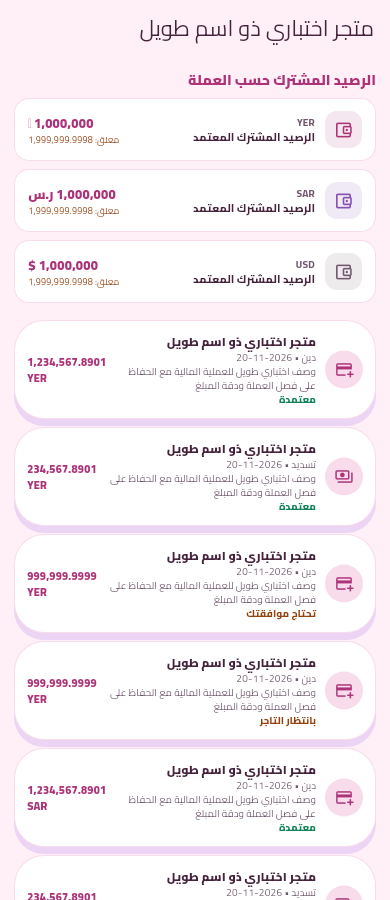 متجر اختباري ذو اسم طويل
الرصيد المشترك حسب العملة
YER
الرصيد المشترك المعتمد
1,000,000
معلق: 1,999,999.9998
SAR
الرصيد المشترك المعتمد
1,000,000 ر.س
معلق: 1,999,999.9998
USD
الرصيد المشترك المعتمد
1,000,000 $
معلق: 1,999,999.9998
متجر اختباري ذو اسم طويل
دين • 2026-11-20
وصف اختباري طويل للعملية المالية مع الحفاظ
على فصل العملة ودقة المبلغ
معتمدة
1,234,567.8901
YER
متجر اختباري ذو اسم طويل
تسديد • 2026-11-20
وصف اختباري طويل للعملية المالية مع الحفاظ على
فصل العملة ودقة المبلغ
معتمدة
234,567.8901
YER
متجر اختباري ذو اسم طويل
دين • 2026-11-20
وصف اختباري طويل للعملية المالية مع الحفاظ على
فصل العملة ودقة المبلغ
تحتاج موافقتك
999,999.9999
YER
متجر اختباري ذو اسم طويل
دين • 2026-11-20
وصف اختباري طويل للعملية المالية مع الحفاظ على
فصل العملة ودقة المبلغ
بانتظار التاجر
999,999.9999
YER
متجر اختباري ذو اسم طويل
دين • 2026-11-20
وصف اختباري طويل للعملية المالية مع الحفاظ
على فصل العملة ودقة المبلغ
معتمدة
1,234,567.8901
SAR
متجر اختباري ذو اسم طويل
تسديد • 2026-11-20
234,567.8901